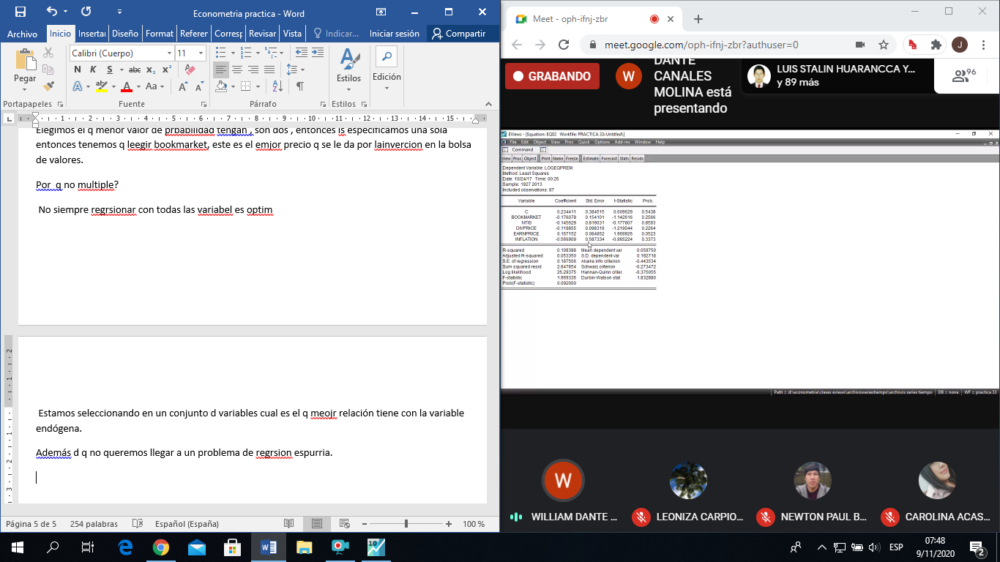 Econometria practica - Word
Archivo Inicio Insertar Diseño Format Referer Corresp Revisar Vista Indicar... Iniciar sesión Compartir
Pegar
Calibri (Cuerpo) 11
N K S abc x₂ x²
Estilos Edición
Portapapeles Fuente Párrafo Estilos
Elegimos el q menor valor de prbabilidad tengan , son dos , entonces is especificamos una sola
entonces tenemos q leegir bookmarket, este es el emjor precio q se le da por lainvercion en la bolsa
de valores.
Por q no multiple?
No siempre regrsionar con todas las variabel es optim
Estamos seleccionando en un conjunto d variables cual es el q meojr relación tiene con la variable
endógena.
Además d q no queremos llegar a un problema de regrsion espurria.
Página 5 de 5 254 palabras Español (España) 100 %
Meet - oph-ifnj-zbr
meet.google.com/oph-ifnj-zbr?authuser=0
J
GRABANDO
W
DANTE
CANALES
MOLINA está
presentando
LUIS STALIN HUARANCCA Y...
y 89 más
96
EViews - [Equation: EQ02 Workfile: PRACTICA 33::Untitled\]
File Edit Object View Proc Quick Options Add-ins Window Help
Command
View Proc Object Print Name Freeze Estimate Forecast Stats Resids
Dependent Variable: LOGEQPREM
Method: Least Squares
Date: 10/24/17 Time: 00:26
Sample: 1927 2013
Included observations: 87
Variable Coefficient Std. Error t-Statistic Prob.
C 0.234411 0.384515 0.609629 0.5438
BOOKMARKET -0.176078 0.154101 -1.142616 0.2566
NTIS -0.145629 0.819031 -0.177807 0.8593
DIVPRICE -0.119855 0.098319 -1.219044 0.2264
EARNPRICE 0.167152 0.084852 1.969926 0.0523
INFLATION -0.566909 0.587334 -0.965224 0.3373
R-squared 0.108388 Mean dependent var 0.059750
Adjusted R-squared 0.053350 S.D. dependent var 0.192718
S.E. of regression 0.187506 Akaike info criterion -0.443534
Sum squared resid 2.847854 Schwarz criterion -0.273472
Log likelihood 25.29375 Hannan-Quinn criter. -0.375055
F-statistic 1.969336 Durbin-Watson stat 1.832880
Prob(F-statistic) 0.092000
Path = d:\econometria\clases eviews\archivosseriestiempo\archivos series tiempo DB = none WF = practica 33
W
WILLIAM DANTE ... LEONIZA CARPIO... NEWTON PAUL B... CAROLINA ACAS...
ESP
07:48
9/11/2020
2